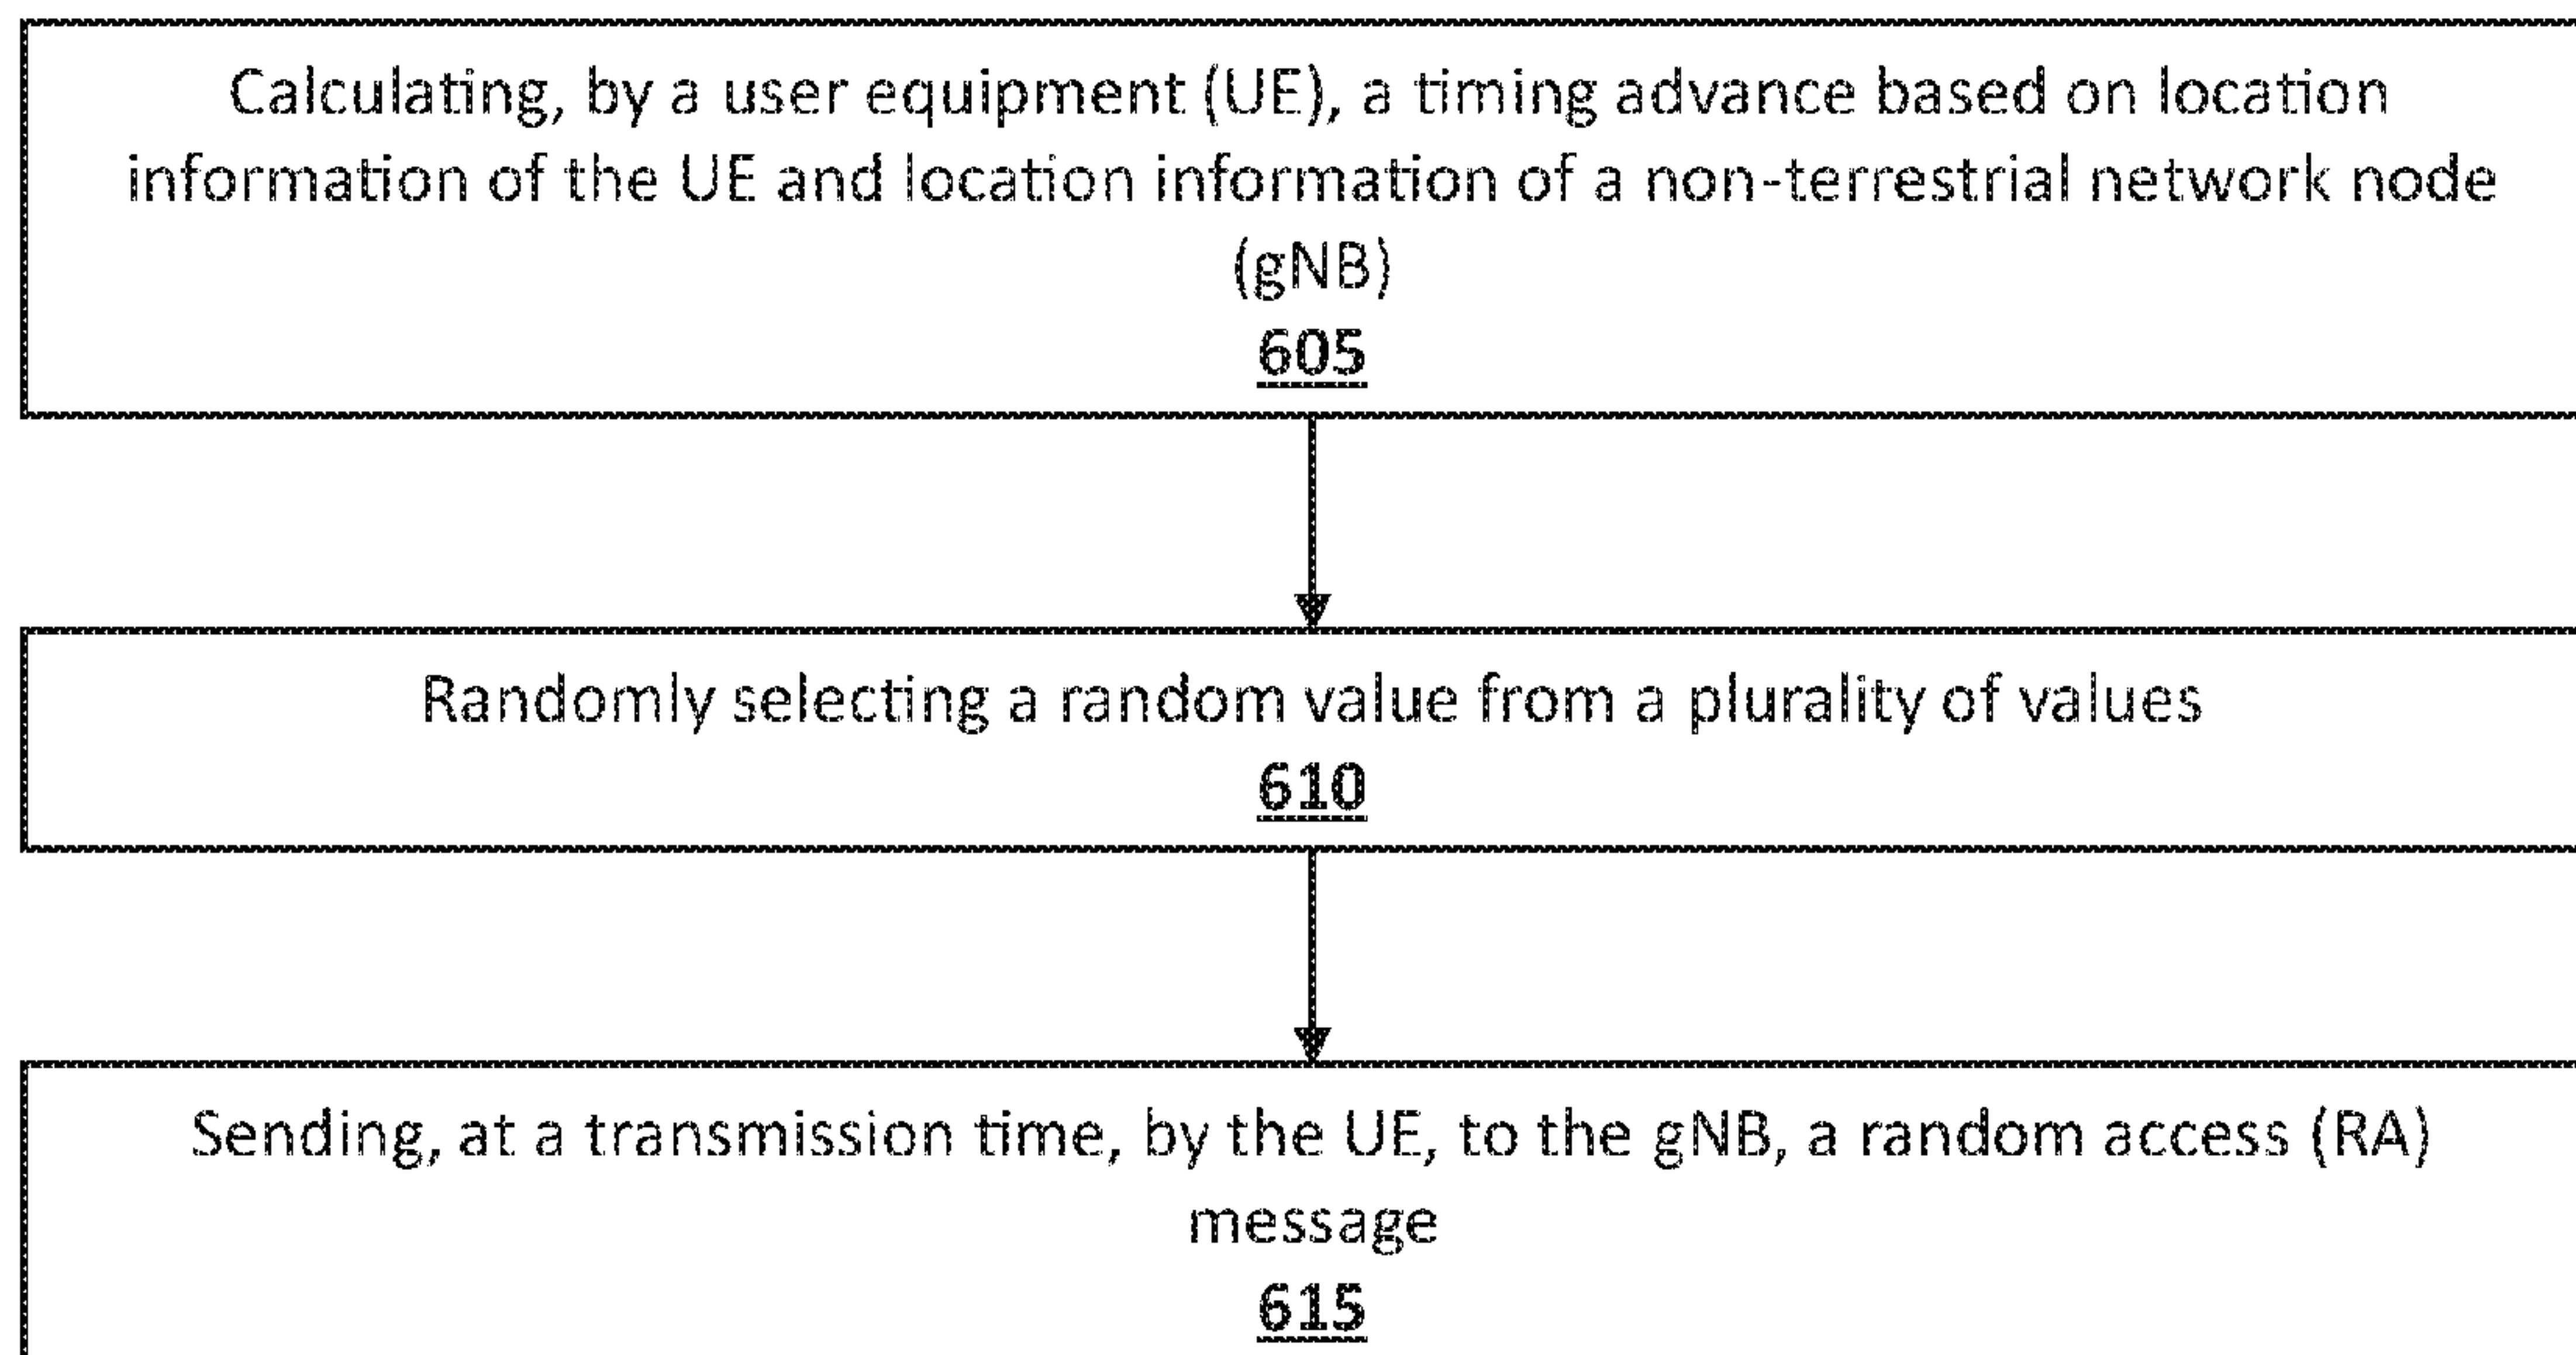 Calculating, by a user equipment (UE), a timing advance based on location
information of the UE and location information of a non-terrestrial network node
(gNB)
605
Randomly selecting a random value from a plurality of values
610
Sending, at a transmission time, by the UE, to the gNB, a random access (RA)
message
615